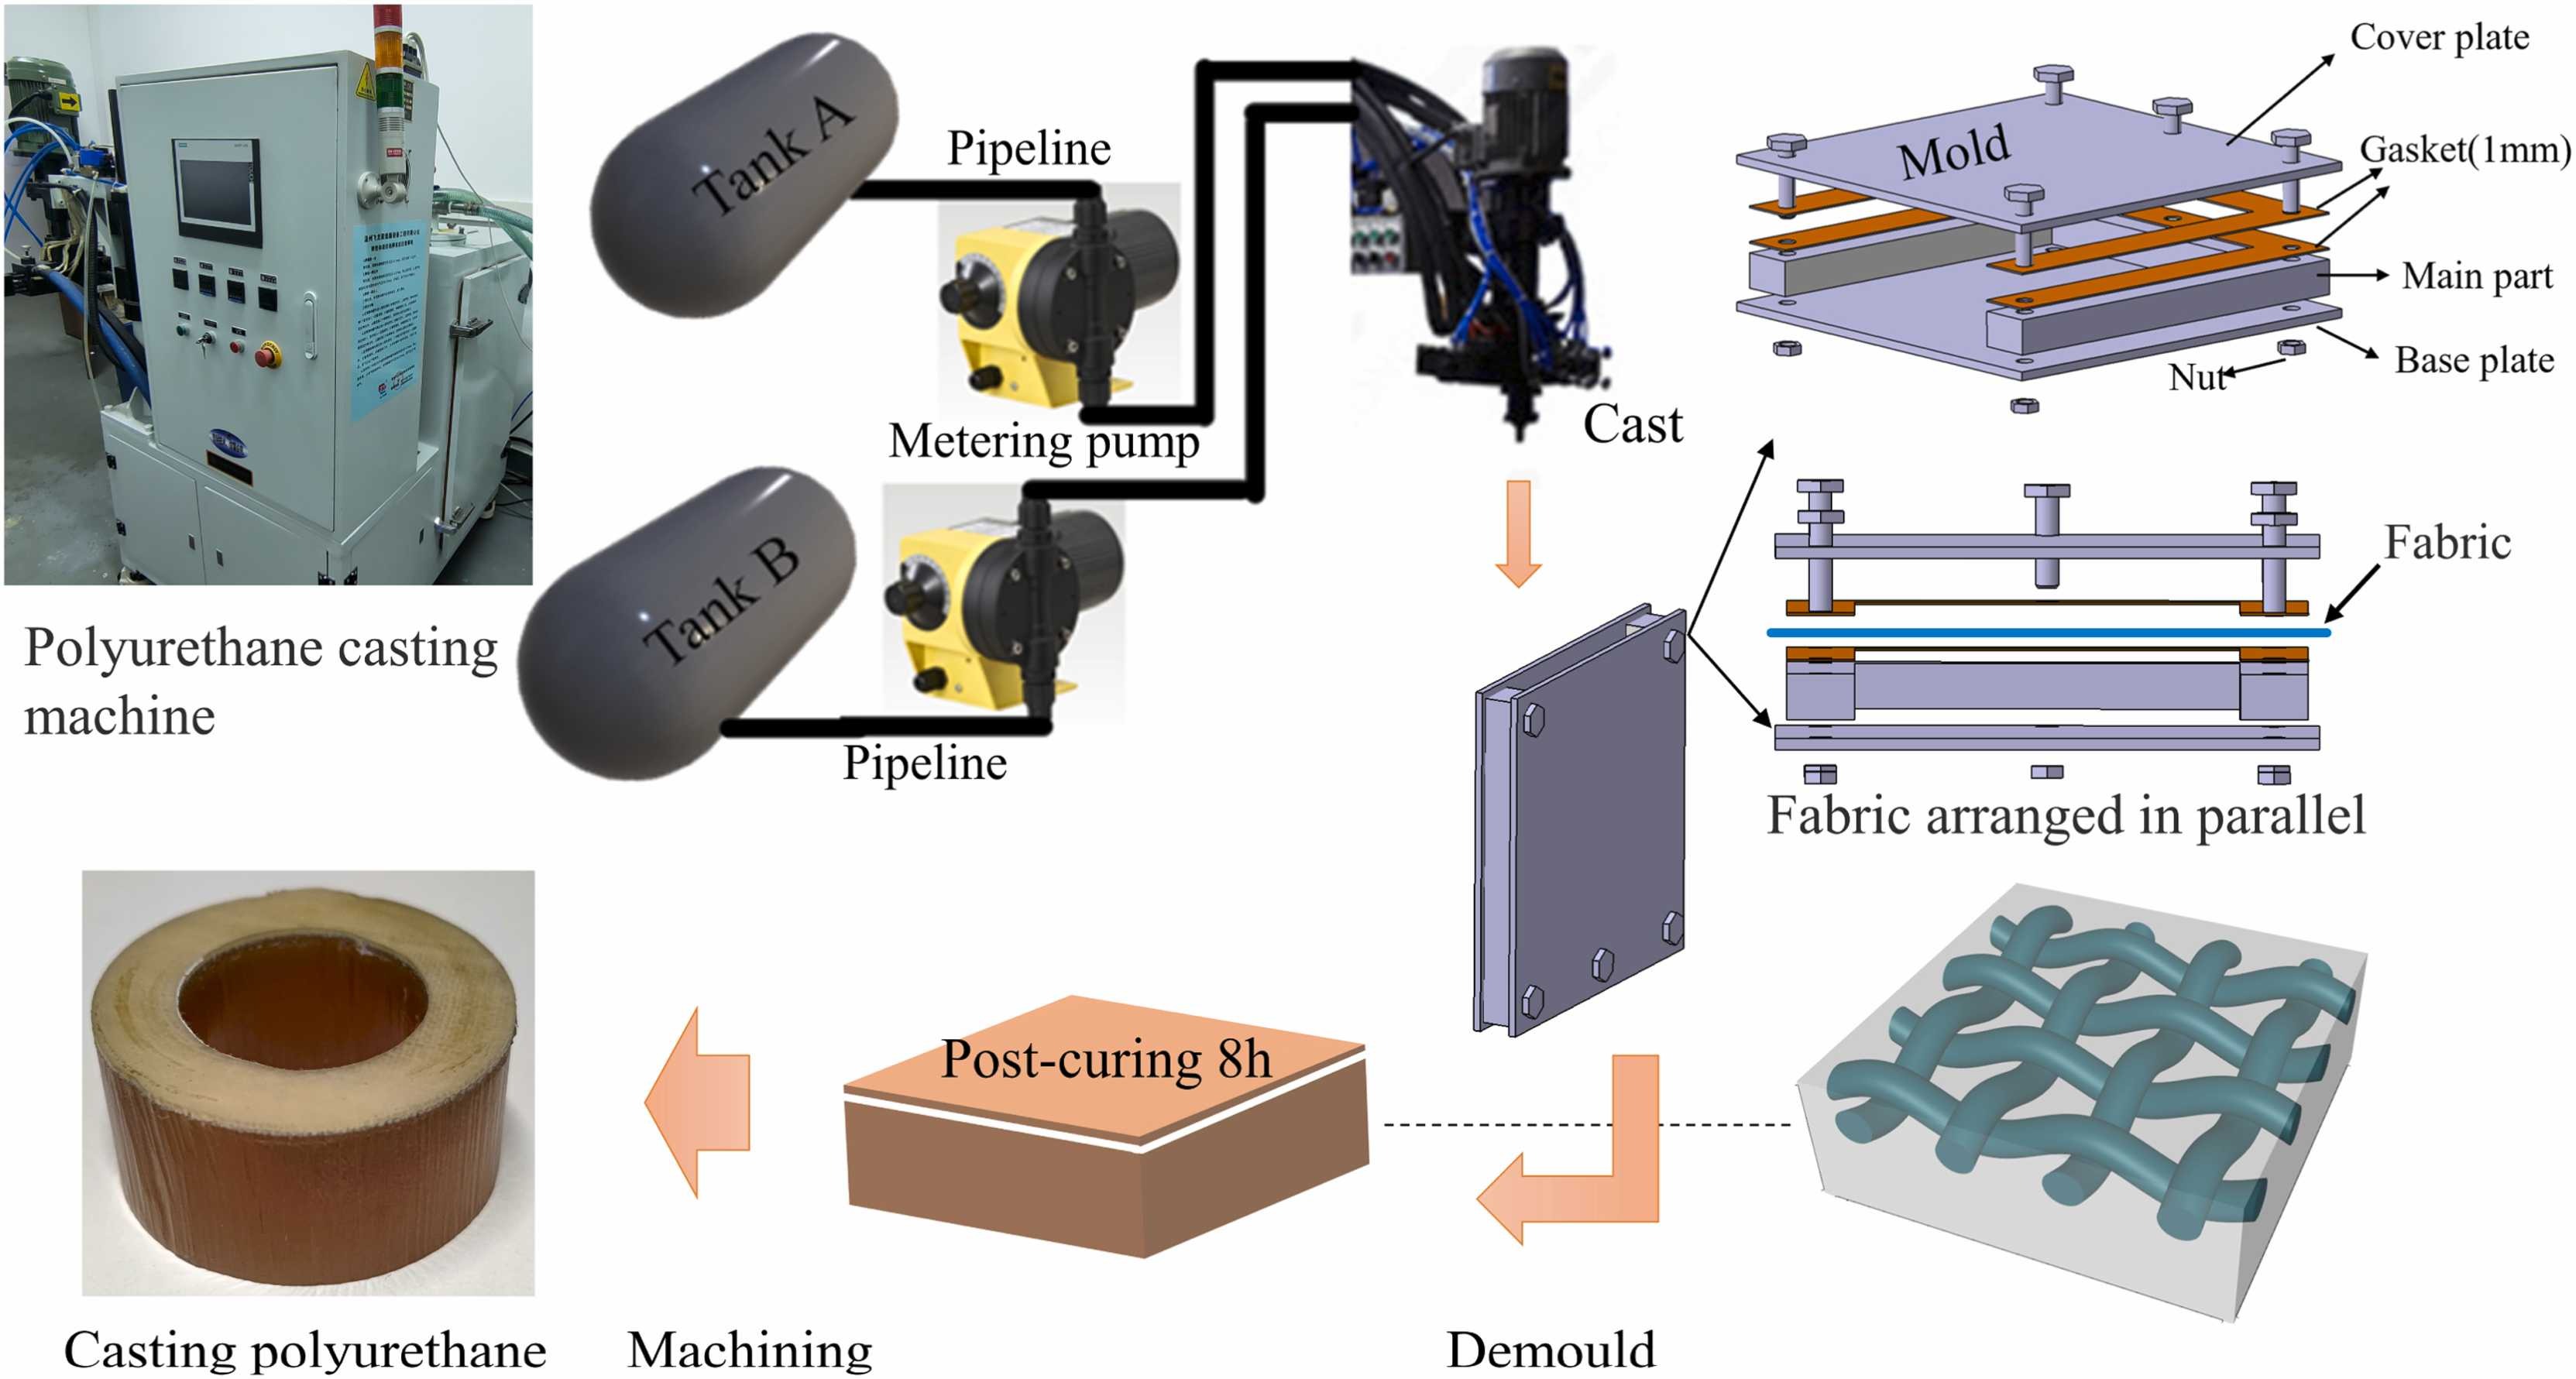 Tank A
Pipeline
Metering pump
Tank B
Pipeline
Polyurethane casting
machine
Cast
Mold
Cover plate
Gasket(1mm)
Main part
Base plate
Nut
Fabric
Fabric arranged in parallel
Post-curing 8h
Casting polyurethane
Machining
Demould